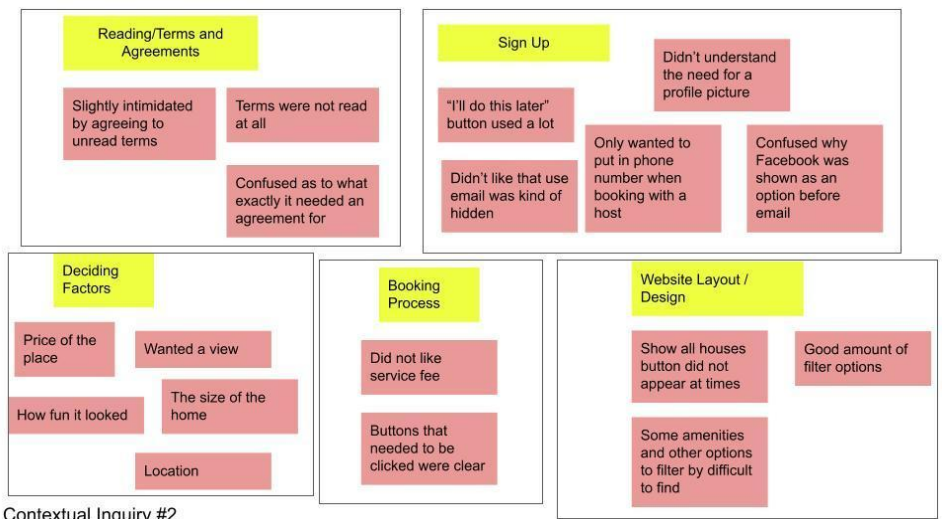 Reading/Terms and
Agreements
Slightly intimidated
by agreeing to
unread terms
Terms were not read
at all
Confused as to what
exactly it needed an
agreement for
Sign Up
Didn't understand
the need for a
profile picture
“I'll do this later”
button used a lot
Didn't like that use
email was kind of
hidden
Only wanted to
put in phone
number when
booking with a
host
Confused why
Facebook was
shown as an
option before
email
Deciding
Factors
Price of the
place
Wanted a view
How fun it looked
The size of the
home
Location
Booking
Process
Did not like
service fee
Buttons that
needed to be
clicked were clear
Website Layout /
Design
Show all houses
button did not
appear at times
Good amount of
filter options
Some amenities
and other options
to filter by difficult
to find
Contextual Inquiry #2